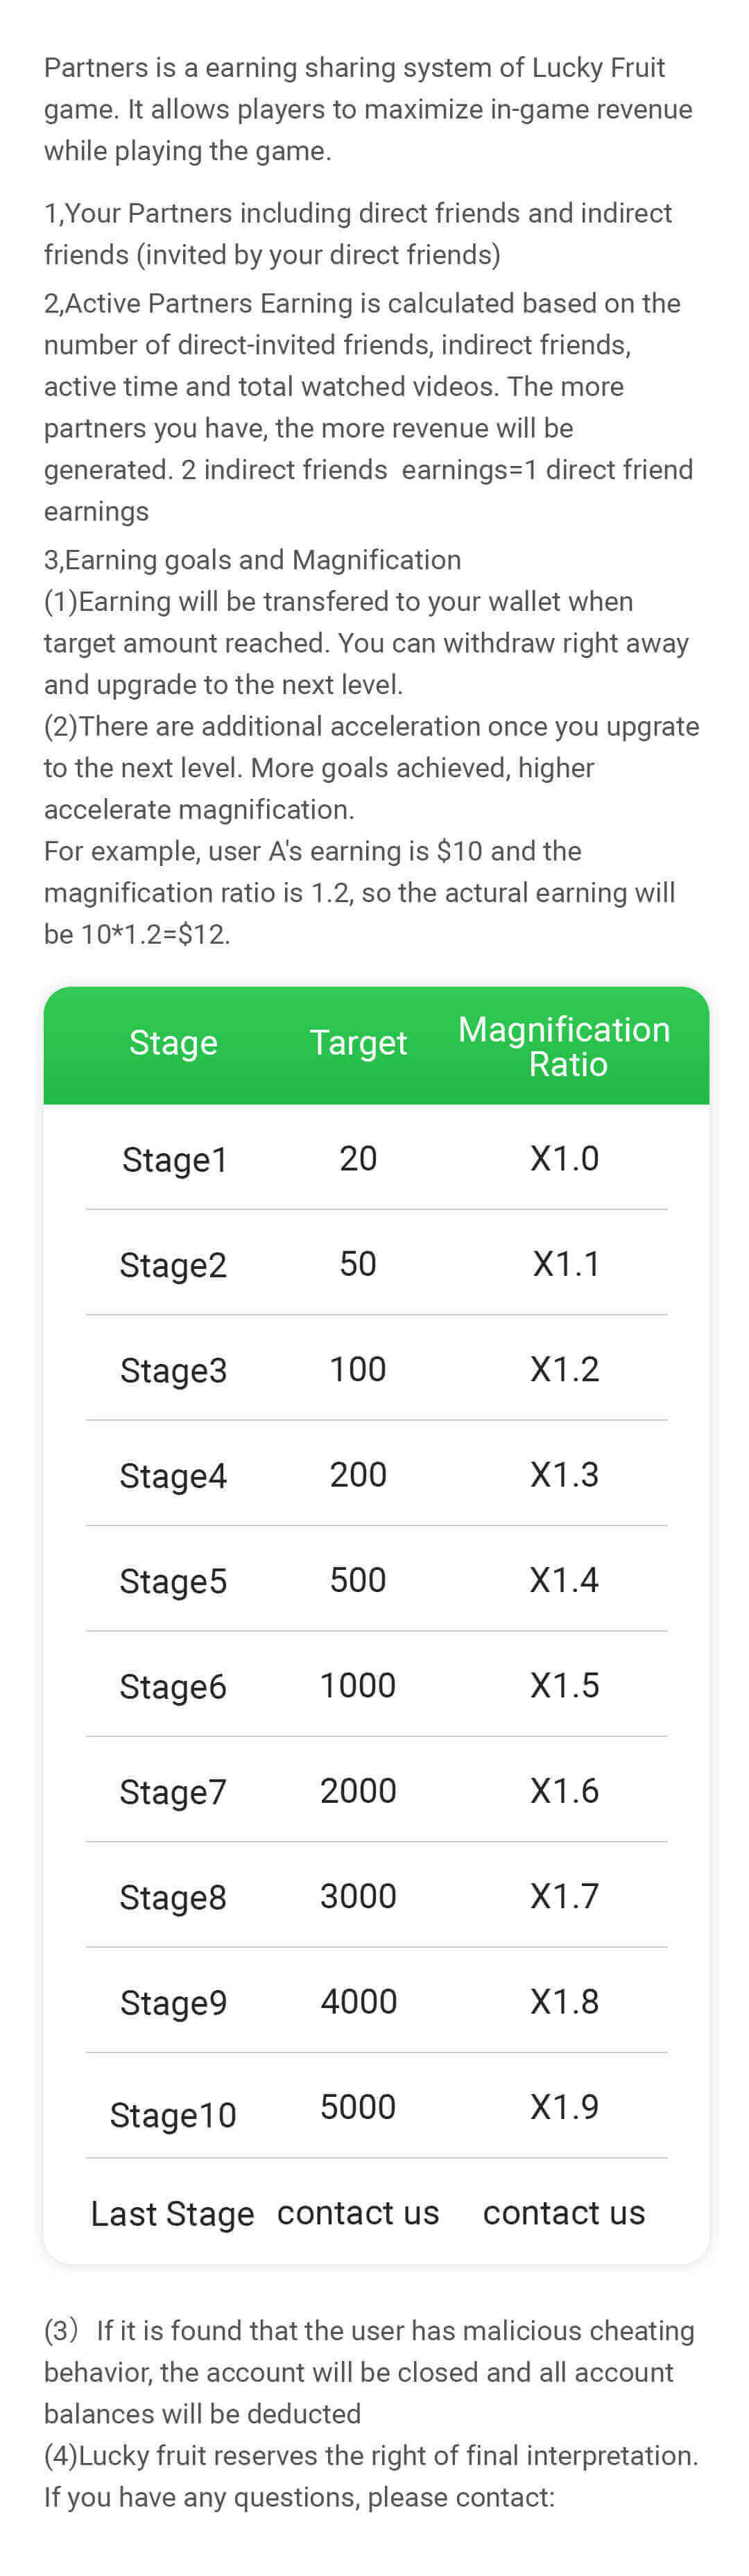 Partners is a earning sharing system of Lucky Fruit
game. It allows players to maximize in-game revenue
while playing the game.
1,Your Partners including direct friends and indirect
friends (invited by your direct friends)
2,Active Partners Earning is calculated based on the
number of direct-invited friends, indirect friends,
active time and total watched videos. The more
partners you have, the more revenue will be
generated. 2 indirect friends  earnings=1 direct friend
earnings
3,Earning goals and Magnification
(1)Earning will be transfered to your wallet when
target amount reached. You can withdraw right away
and upgrade to the next level.
(2)There are additional acceleration once you upgrate
to the next level. More goals achieved, higher
accelerate magnification.
For example, user A's earning is $10 and the
magnification ratio is 1.2, so the actural earning will
be 10*1.2=$12.
Stage Target Magnification
Ratio
Stage1 20 X1.0
Stage2 50 X1.1
Stage3 100 X1.2
Stage4 200 X1.3
Stage5 500 X1.4
Stage6 1000 X1.5
Stage7 2000 X1.6
Stage8 3000 X1.7
Stage9 4000 X1.8
Stage10 5000 X1.9
Last Stage contact us contact us
(3）If it is found that the user has malicious cheating
behavior, the account will be closed and all account
balances will be deducted
(4)Lucky fruit reserves the right of final interpretation.
If you have any questions, please contact: